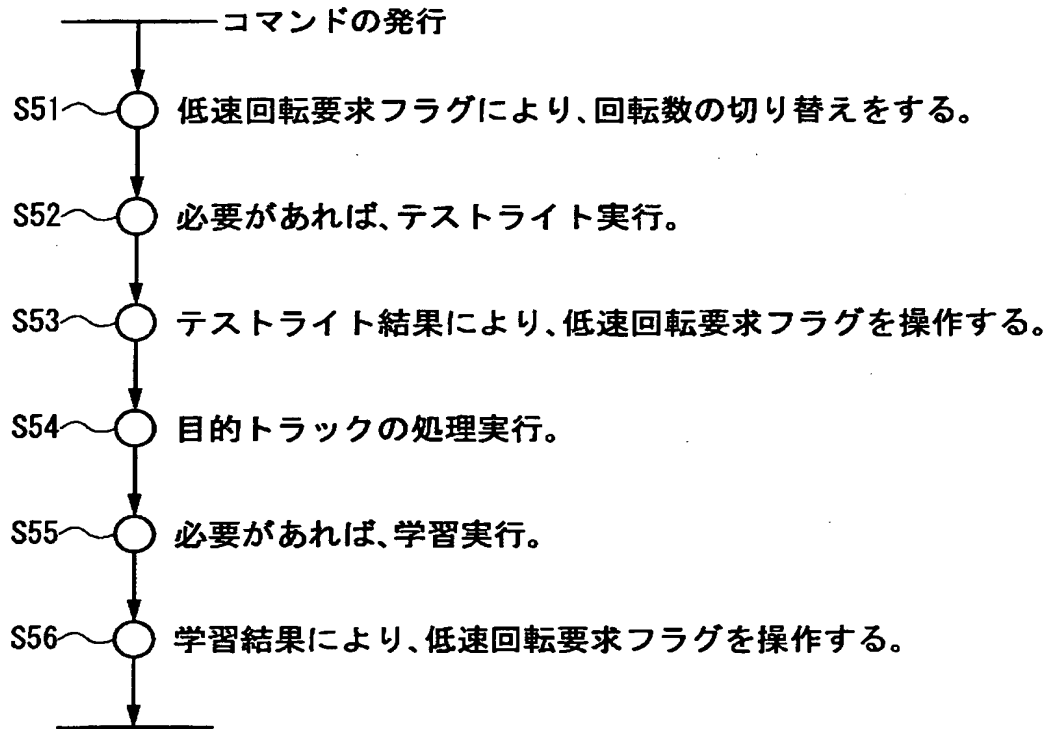 コマンドの発行
S51 低速回転要求フラグにより、回転数の切り替えをする。
S52 必要があれば、テストライト実行。
S53 テストライト結果により、低速回転要求フラグを操作する。
S54 目的トラックの処理実行。
S55 必要があれば、学習実行。
S56 学習結果により、低速回転要求フラグを操作する。